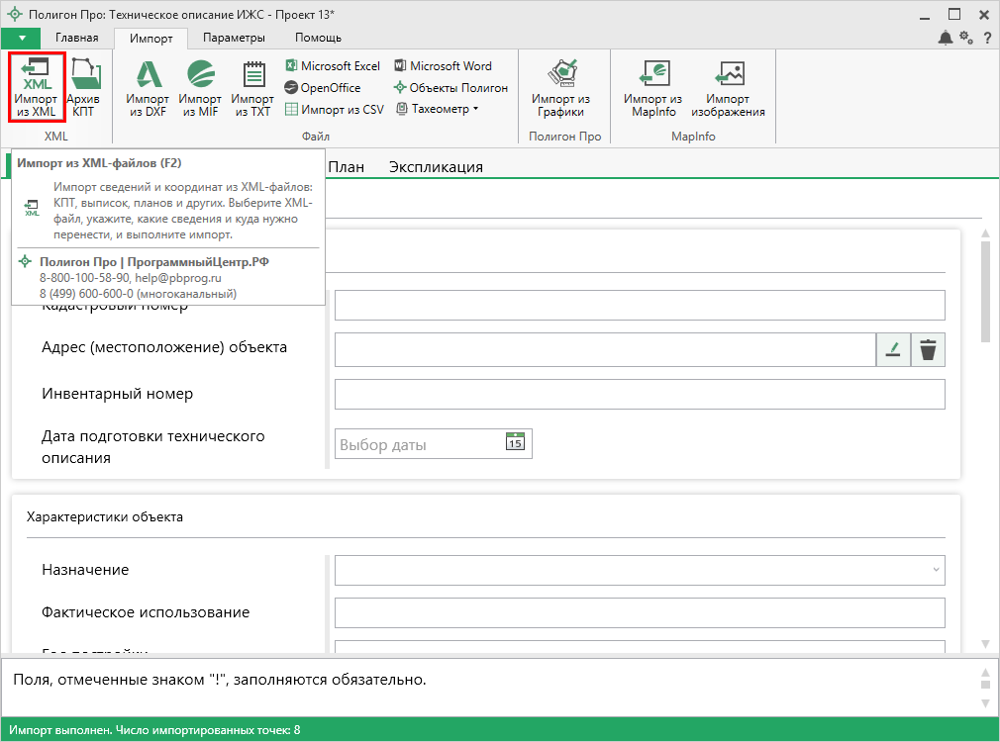 Полигон Про: Техническое описание ИЖС - Проект 13*
Главная Импорт Параметры Помощь
?
XML
Импорт
из XML
Архив
КПТ
XML
Импорт
из DXF
Импорт
из MIF
Импорт
из TXT
Microsoft Excel
OpenOffice
Импорт из CSV
Microsoft Word
Объекты Полигон
Тахеометр
Файл
Импорт из
Графики
Полигон Про
Импорт из
MapInfo
Импорт
изображения
MapInfo
План Экспликация
Импорт из XML-файлов (F2)
XML
Импорт сведений и координат из XML-файлов:
КПТ, выписок, планов и других. Выберите XML-
файл, укажите, какие сведения и куда нужно
перенести, и выполните импорт.
Полигон Про | ПрограммныйЦентр.РФ
8-800-100-58-90, help@pbprog.ru
8 (499) 600-600-0 (многоканальный)
Кадастровый номер
Адрес (местоположение) объекта
Инвентарный номер
Дата подготовки технического
описания
Выбор даты
15
Характеристики объекта
Назначение
Фактическое использование
Год постройки
Поля, отмеченные знаком "!", заполняются обязательно.
Импорт выполнен. Число импортированных точек: 8